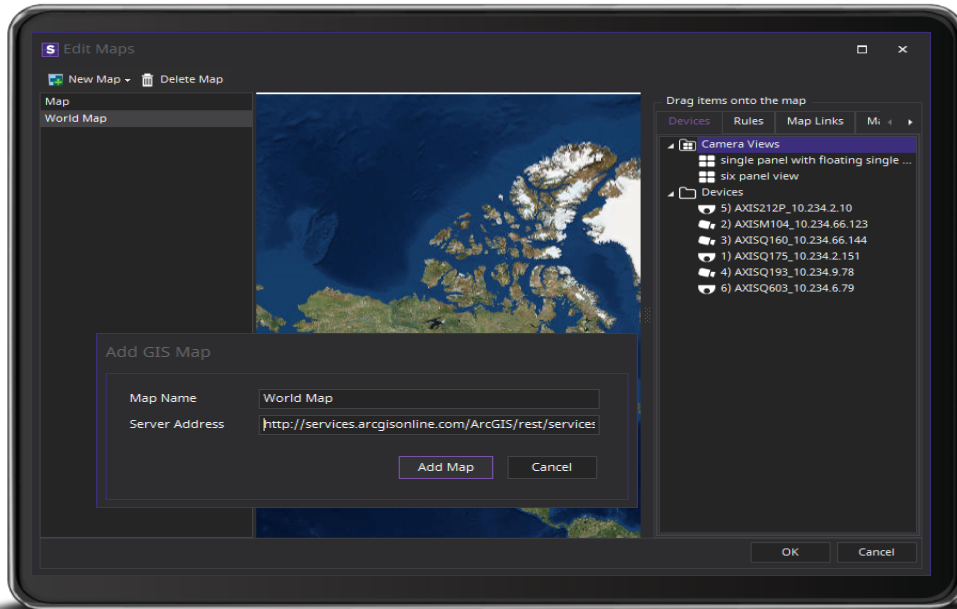 S Edit Maps
New Map Delete Map
Map
World Map
Drag items onto the map
Devices Rules Map Links
Camera Views
single panel with floating single ...
six panel view
Devices
5) AXIS212P_10.234.2.10
2) AXISM104_10.234.66.123
3) AXISQ160_10.234.66.144
1) AXISQ175_10.234.2.151
4) AXISQ193_10.234.9.78
6) AXISQ603_10.234.6.79
Add GIS Map
Map Name World Map
Server Address http://services.arcgisonline.com/ArcGIS/rest/services
Add Map Cancel
OK Cancel